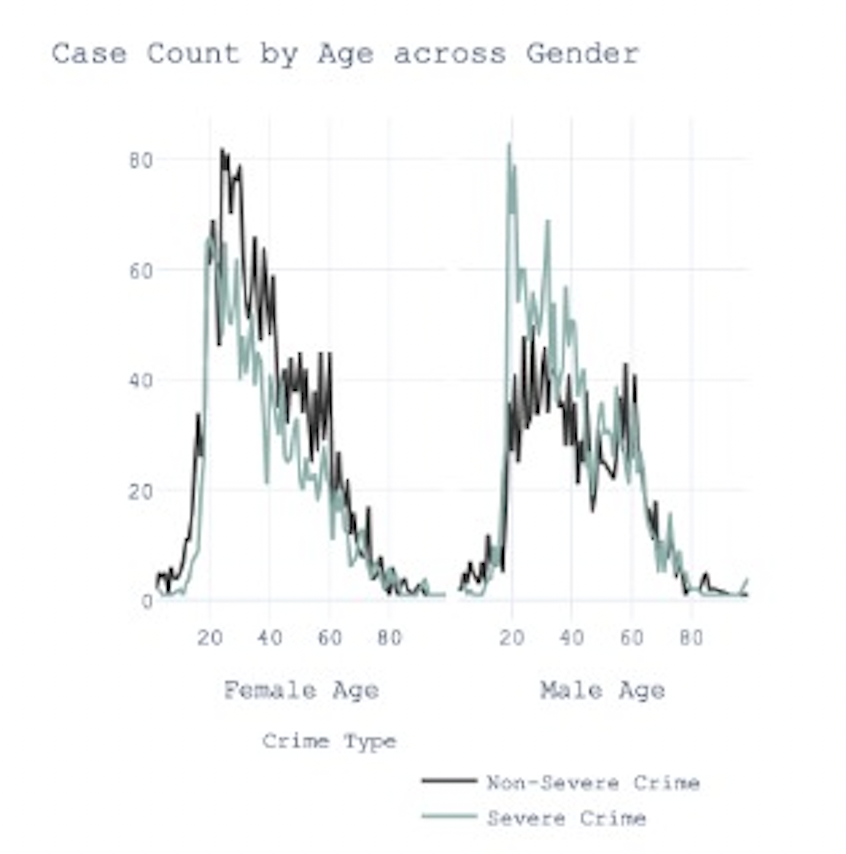 Case Count by Age across Gender
80
60
40
20
0
20 40 60 80
20 40 60 80
Female Age
Male Age
Crime Type
Non-Severe Crime
Severe Crime